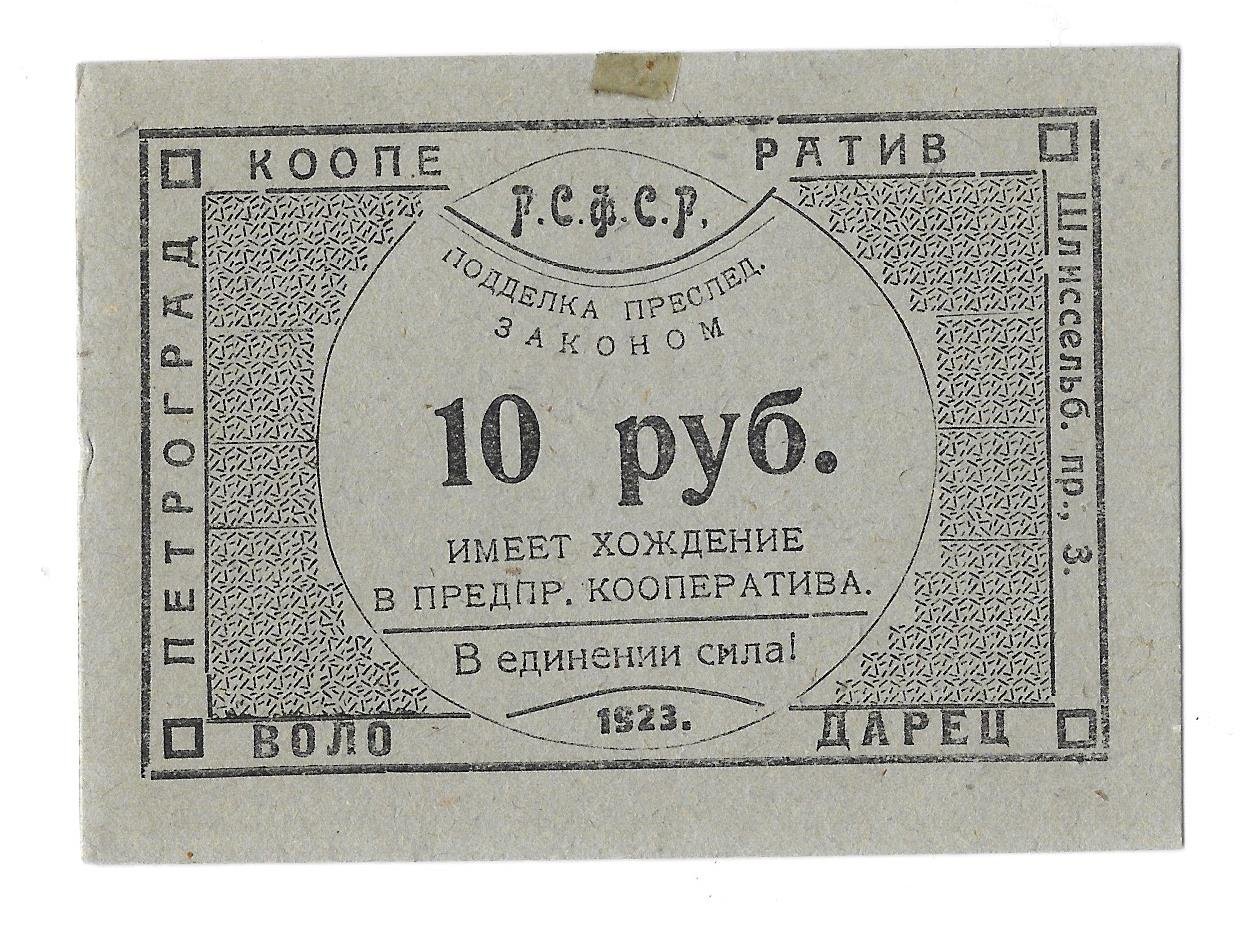 КООПЕ РАТИВ
Р.С.Ф.С.Р,
ПОДДЕЛКА ПРЕСЛЕД.
ЗАКОНОМ
10 руб.
ИМЕЕТ ХОЖДЕНИЕ
В ПРЕДПР. КООПЕРАТИВА.
В единении сила!
1923.
ВОЛО ДАРЕЦ
ПЕТРОГРАД
Шлиссельб. пр., 3.